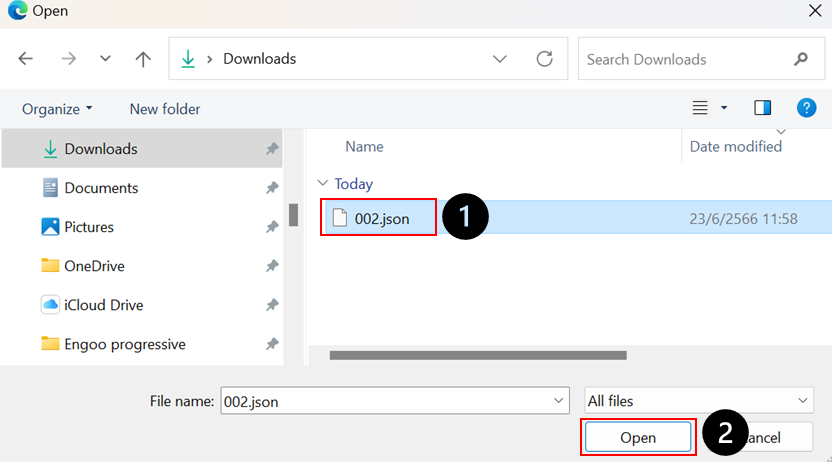 Open
Downloads
Search Downloads
Organize
New folder
?
Downloads
Documents
Pictures
OneDrive
iCloud Drive
Engoo progressive
Name
Date modified
Today
002.json
1
23/6/2566 11:58
File name:
002.json
All files
Open
2
ancel